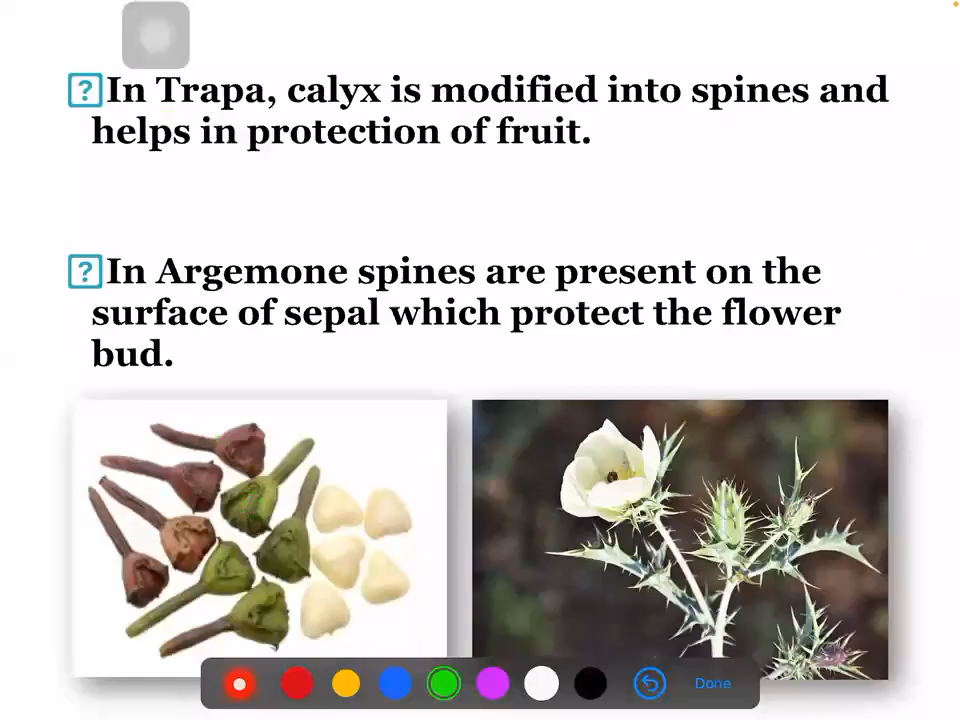 In Trapa, calyx is modified into spines and
helps in protection of fruit.
In Argemone spines are present on the
surface of sepal which protect the flower
bud.
Done